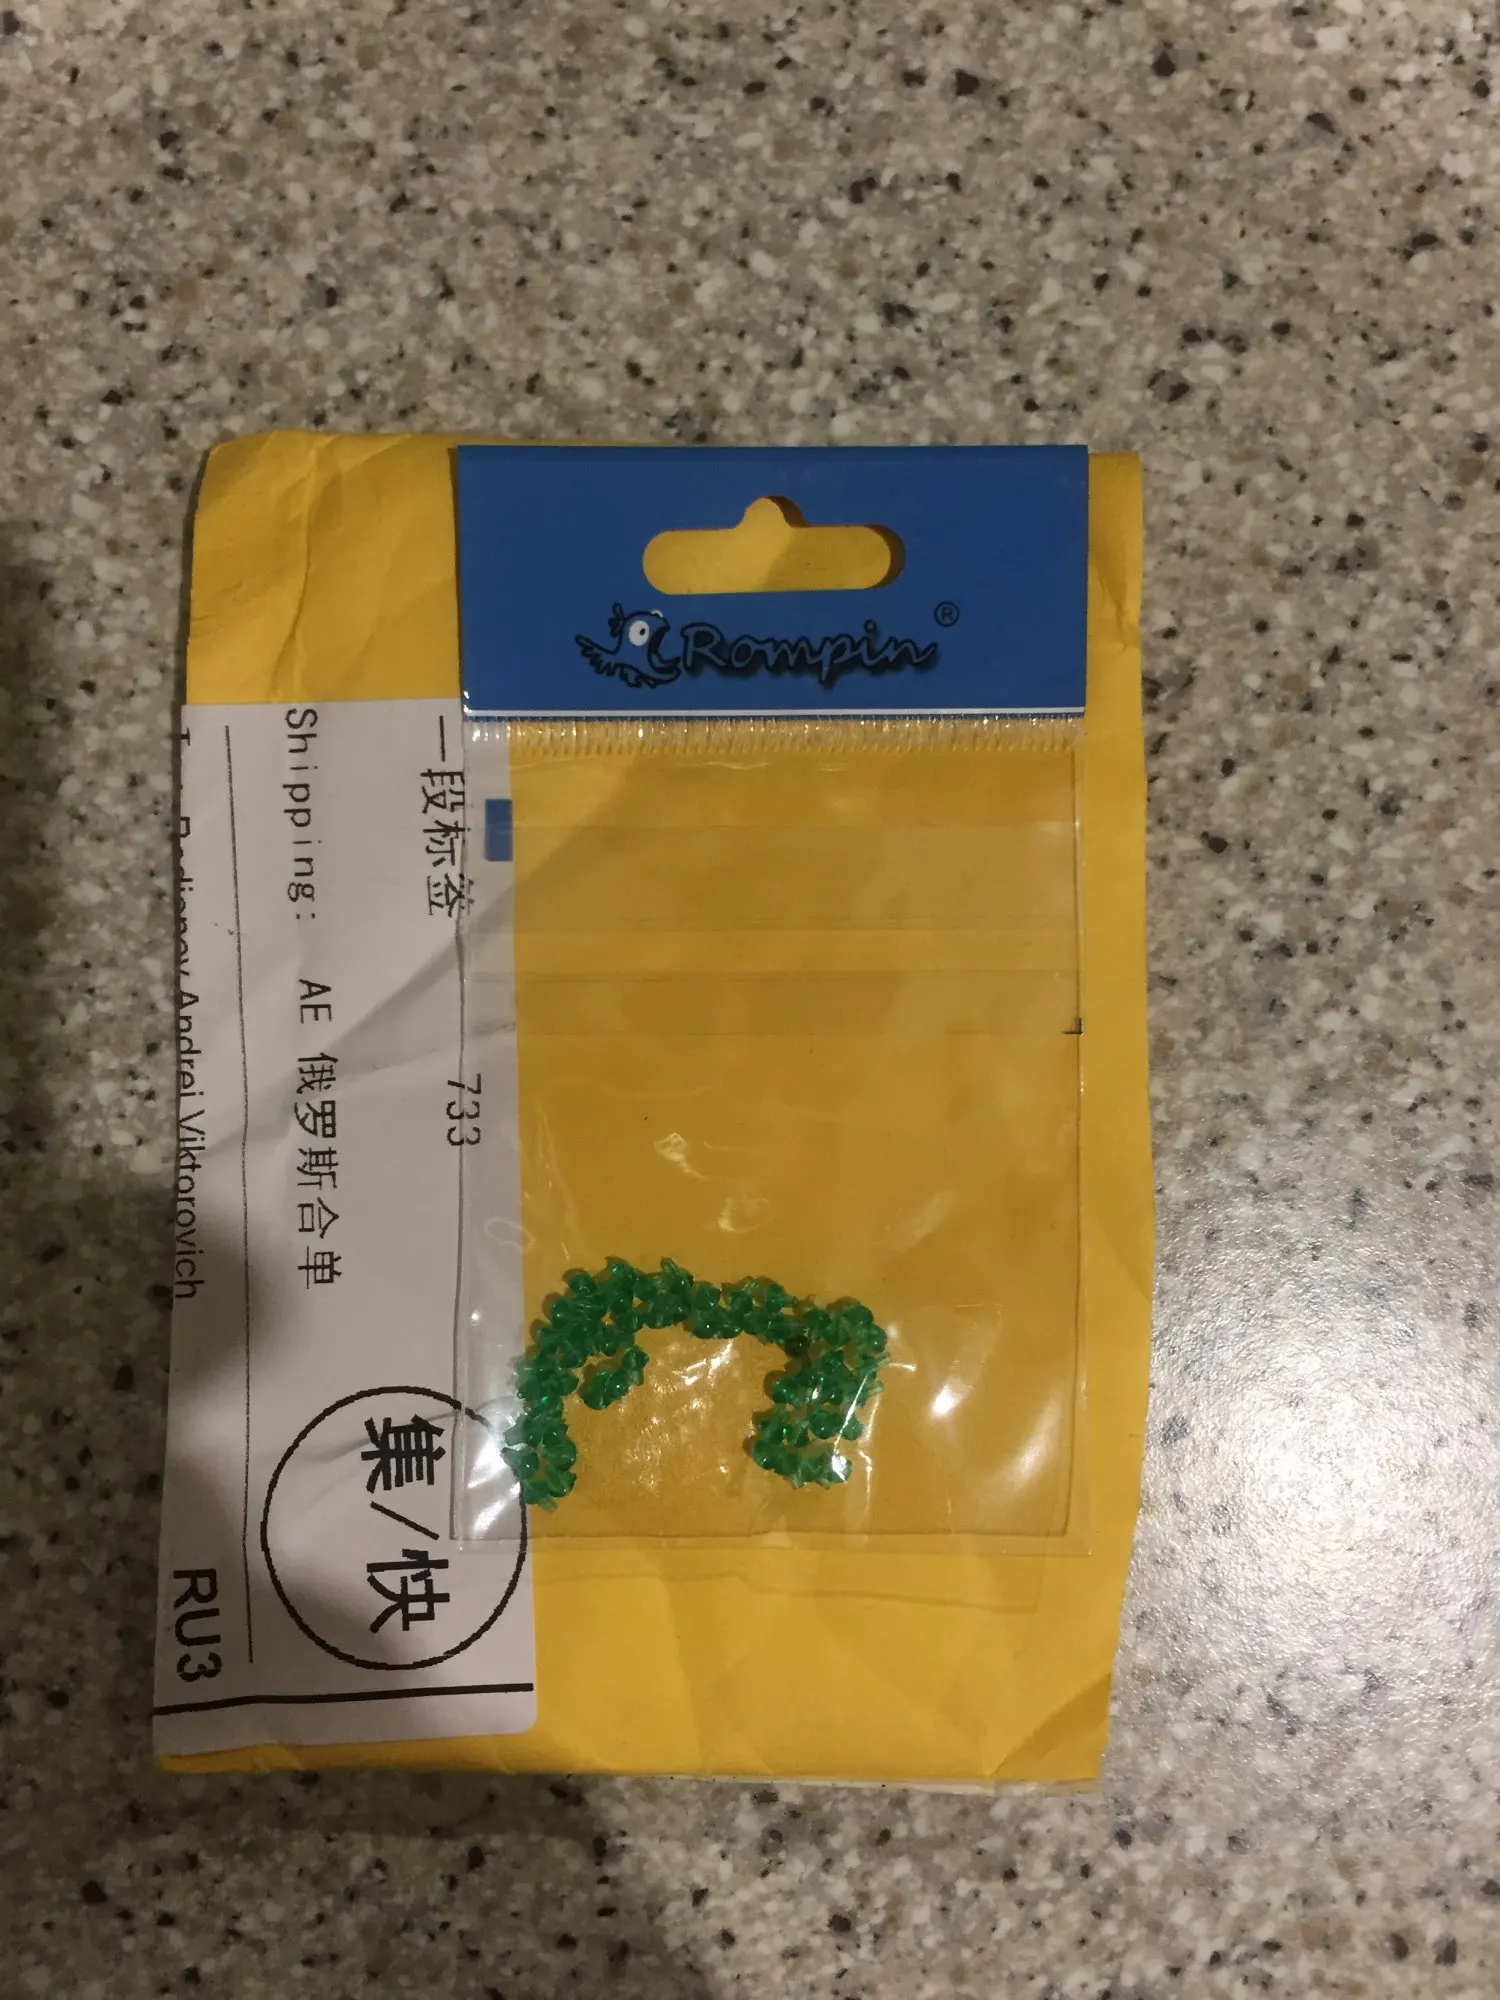 Rompin ®
一段标签 733
Shipping: AE 俄罗斯合单
Andrei Viktorovich
集/快
RU3